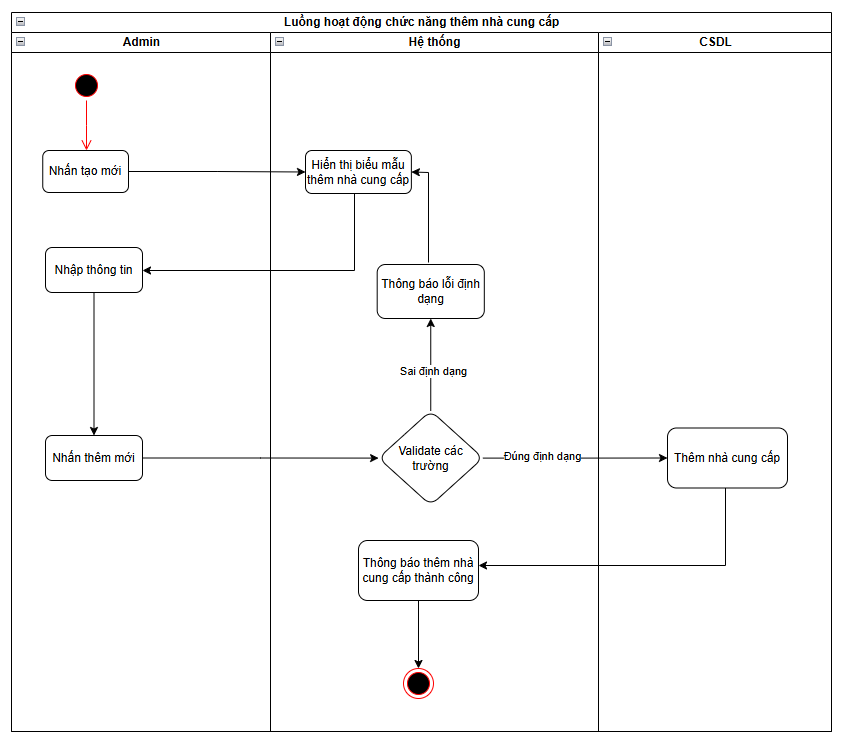 Luồng hoạt động chức năng thêm nhà cung cấp
Admin
Hệ thống
CSDL
Nhấn tạo mới
Hiển thị biểu mẫu
thêm nhà cung cấp
Nhập thông tin
Thông báo lỗi định
dạng
Sai định dạng
Nhấn thêm mới
Validate các
trường
Đúng định dạng
Thêm nhà cung cấp
Thông báo thêm nhà
cung cấp thành công